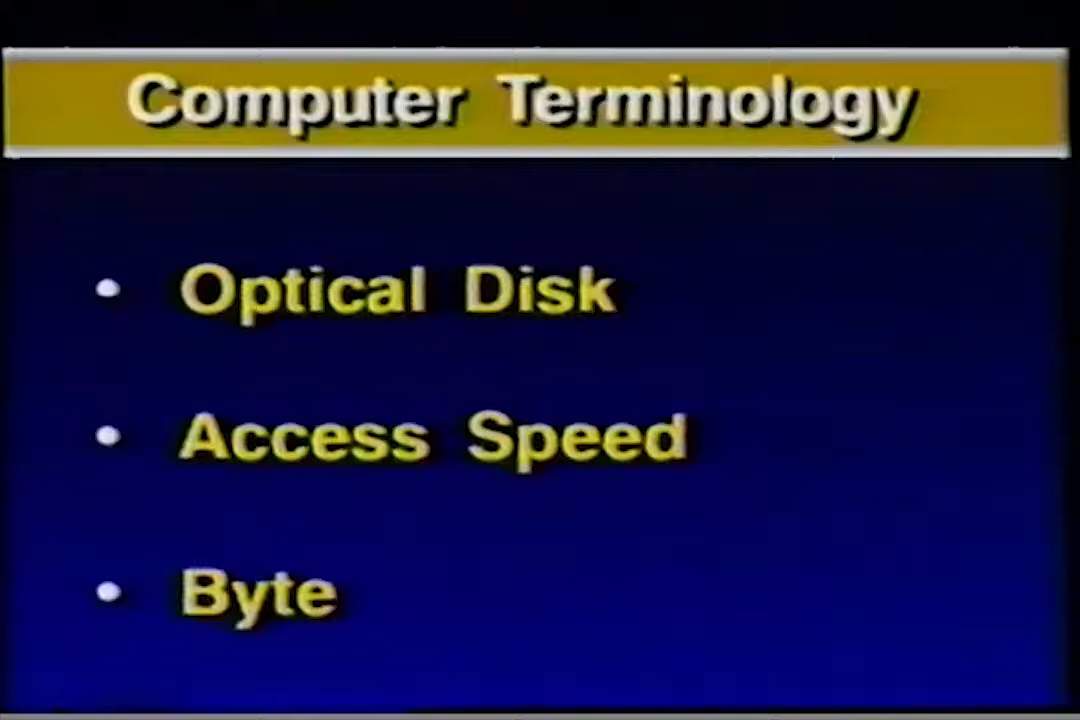 Computer Terminology
• Optical Disk
• Access Speed
• Byte